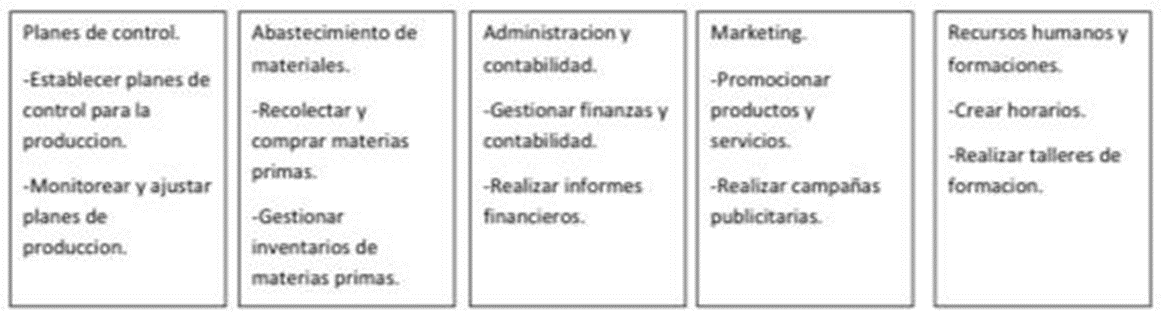 Planes de control.
-Establecer planes de
control para la
produccion.
-Monitorear y ajustar
planes de
produccion.
Abastecimiento de
materiales.
-Recolectar y
comprar materias
primas.
-Gestionar
inventarios de
materias primas.
Administracion y
contabilidad.
-Gestionar finanzas y
contabilidad.
-Realizar informes
financieros.
Marketing.
-Promocionar
productos y
servicios.
-Realizar campañas
publicitarias.
Recursos humanos y
formaciones.
-Crear horarios.
-Realizar talleres de
formacion.